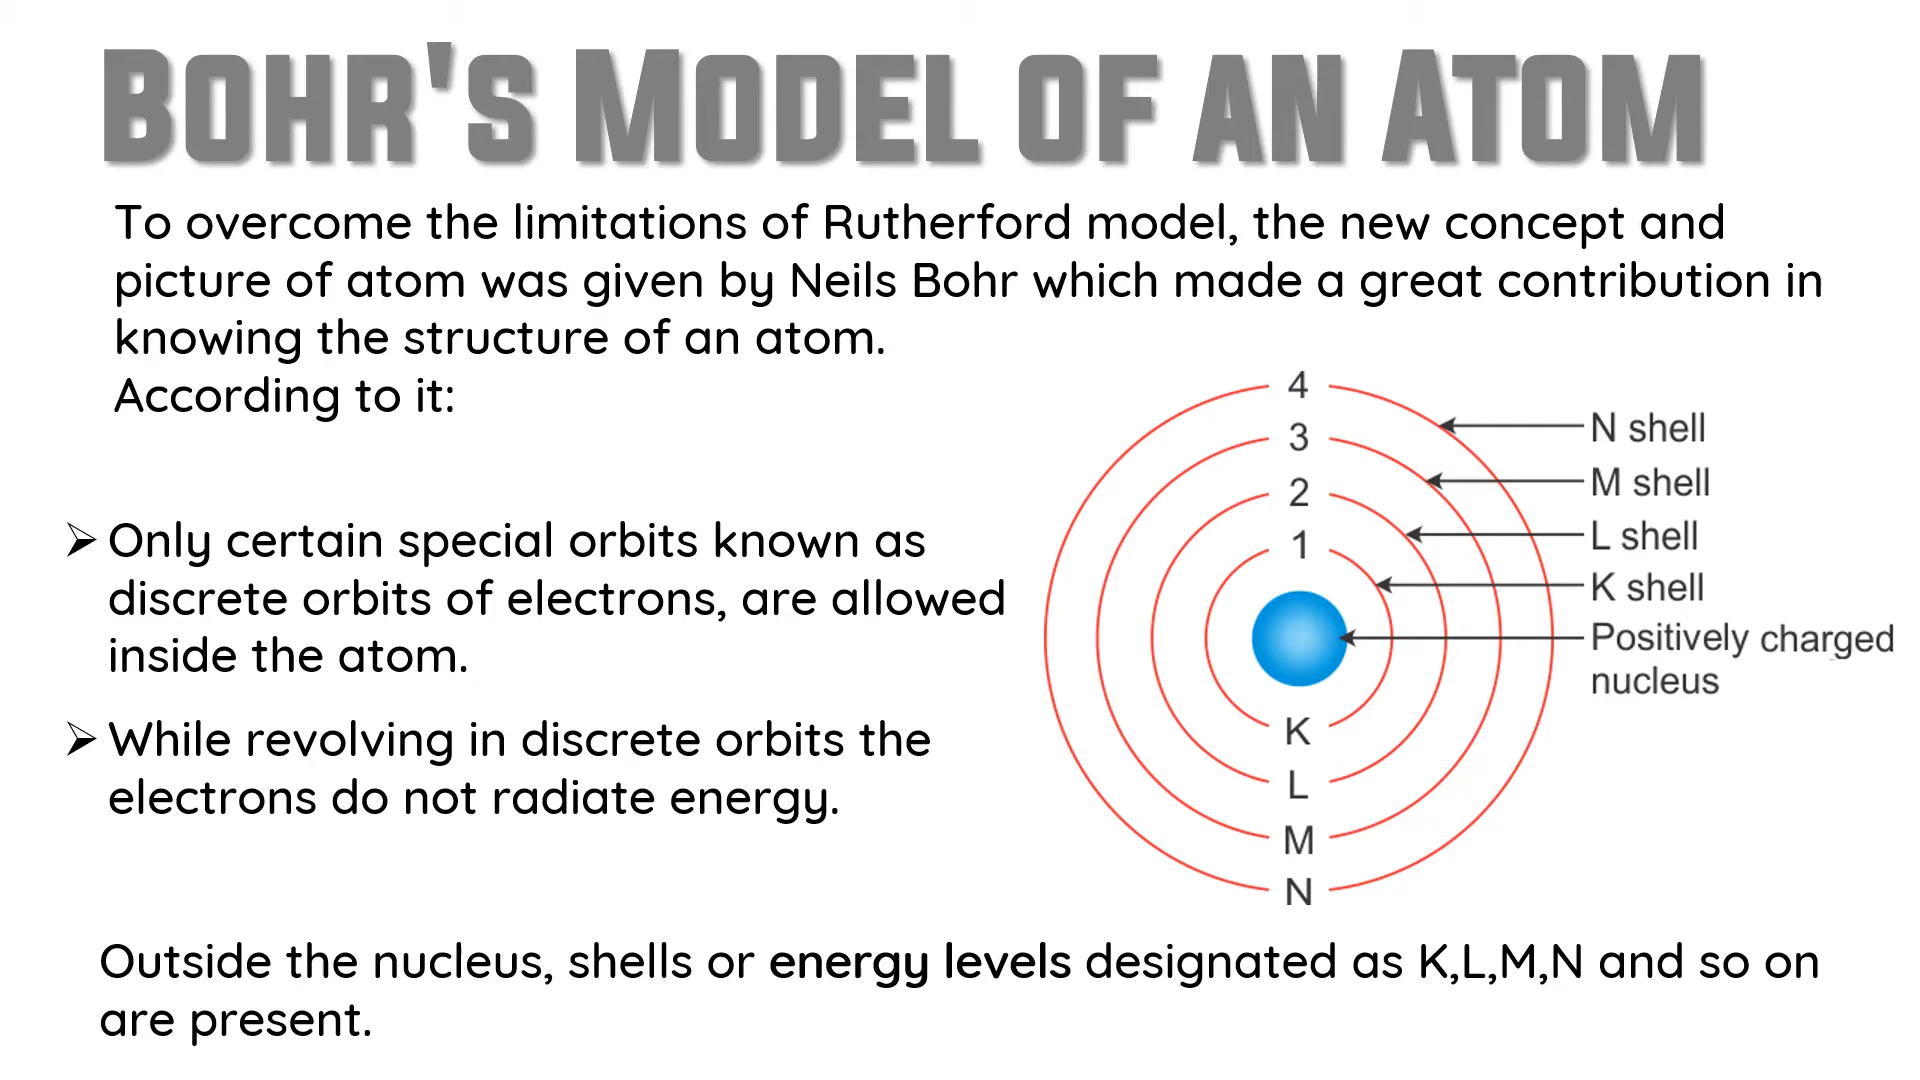 Bohr's Model of an Atom
To overcome the limitations of Rutherford model, the new concept and
picture of atom was given by Neils Bohr which made a great contribution in
knowing the structure of an atom.
According to it:
➢ Only certain special orbits known as
discrete orbits of electrons, are allowed
inside the atom.
➢ While revolving in discrete orbits the
electrons do not radiate energy.
4
3
2
1
K
L
M
N
N shell
M shell
L shell
K shell
Positively charged
nucleus
Outside the nucleus, shells or energy levels designated as K,L,M,N and so on
are present.